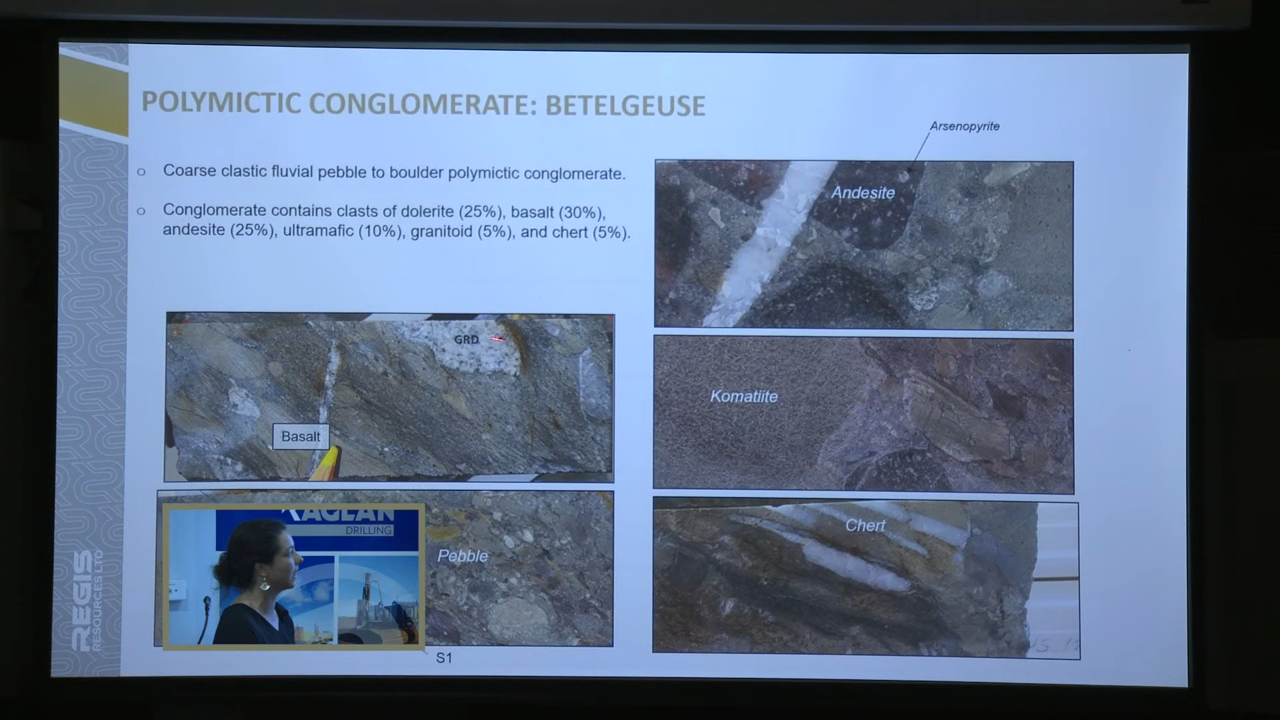 POLYMICTIC CONGLOMERATE: BETELGEUSE
Arsenopyrite
○ Coarse clastic fluvial pebble to boulder polymictic conglomerate.
○ Conglomerate contains clasts of dolerite (25%), basalt (30%),
andesite (25%), ultramafic (10%), granitoid (5%), and chert (5%).
Andesite
GRD
Basalt
Komatiite
Pebble
Chert
DRILLING
S1
REGIS
RESOURCES LTD